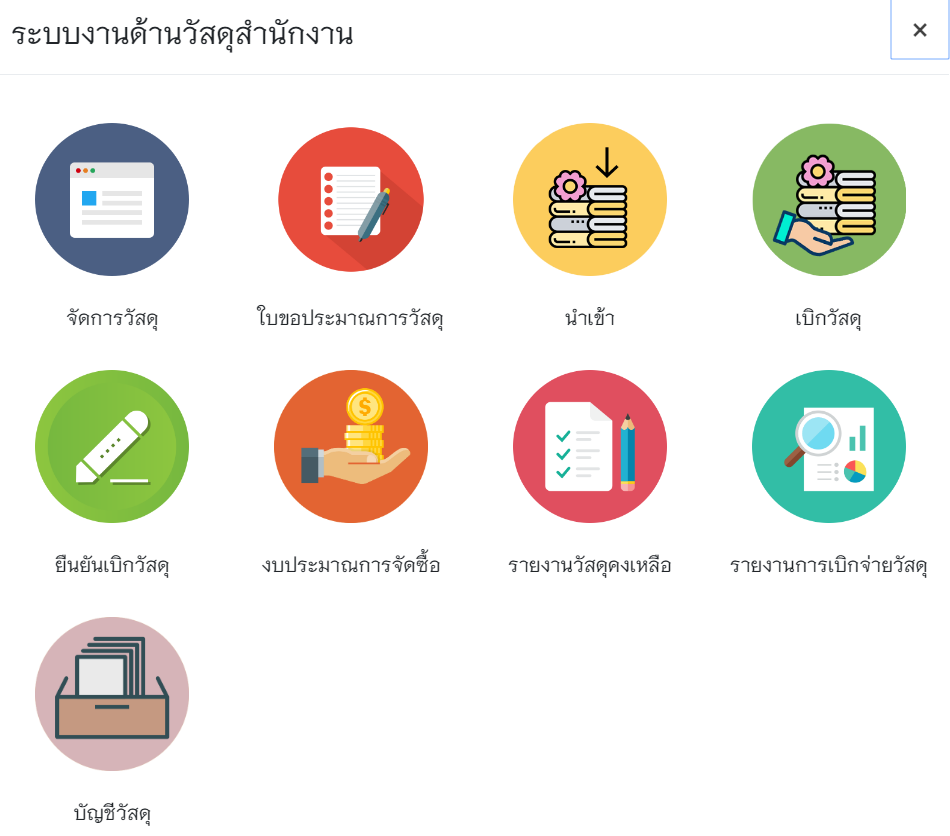 ระบบงานด้านวัสดุสำนักงาน
×
จัดการวัสดุ
ใบขอประมาณการวัสดุ
นำเข้า
เบิกวัสดุ
ยืนยันเบิกวัสดุ
งบประมาณการจัดซื้อ
รายงานวัสดุคงเหลือ
รายงานการเบิกจ่ายวัสดุ
บัญชีวัสดุ